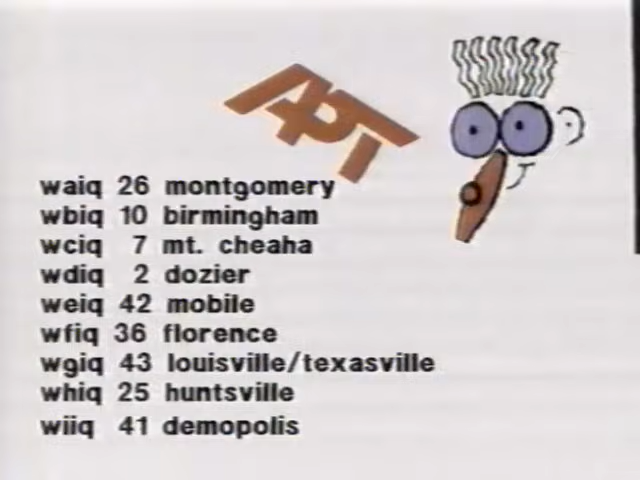 APT
waiq 26 montgomery
wbiq 10 birmingham
wciq 7 mt. cheaha
wdiq 2 dozier
weiq 42 mobile
wfiq 36 florence
wgiq 43 louisville/texasville
whiq 25 huntsville
wiiq 41 demopolis